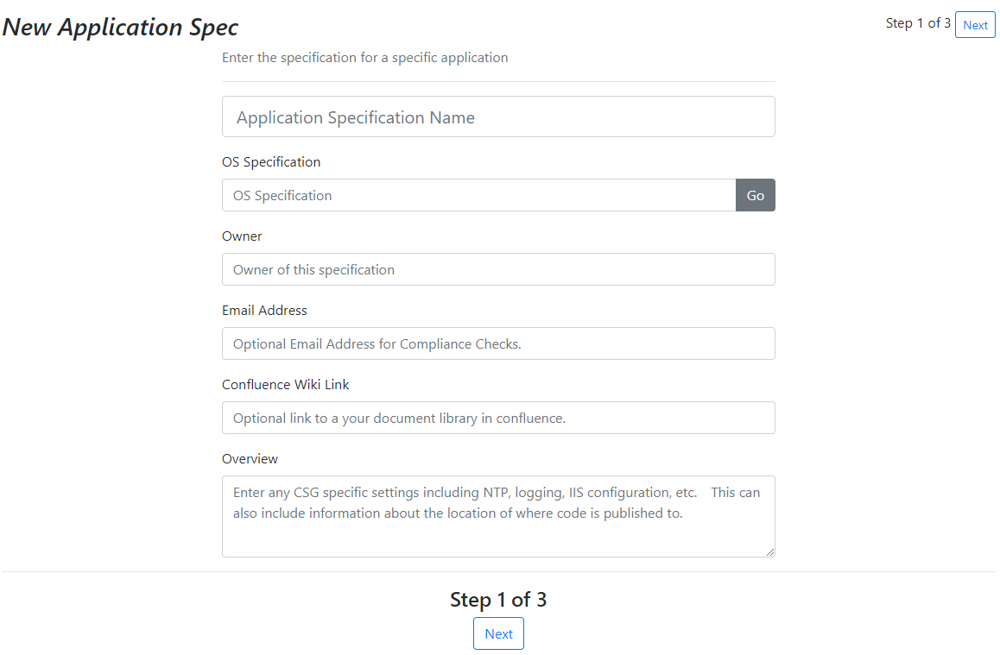 New Application Spec
Step 1 of 3 Next
Enter the specification for a specific application
Application Specification Name
OS Specification
OS Specification Go
Owner
Owner of this specification
Email Address
Optional Email Address for Compliance Checks.
Confluence Wiki Link
Optional link to a your document library in confluence.
Overview
Enter any CSG specific settings including NTP, logging, IIS configuration, etc. This can
also include information about the location of where code is published to.
Step 1 of 3
Next